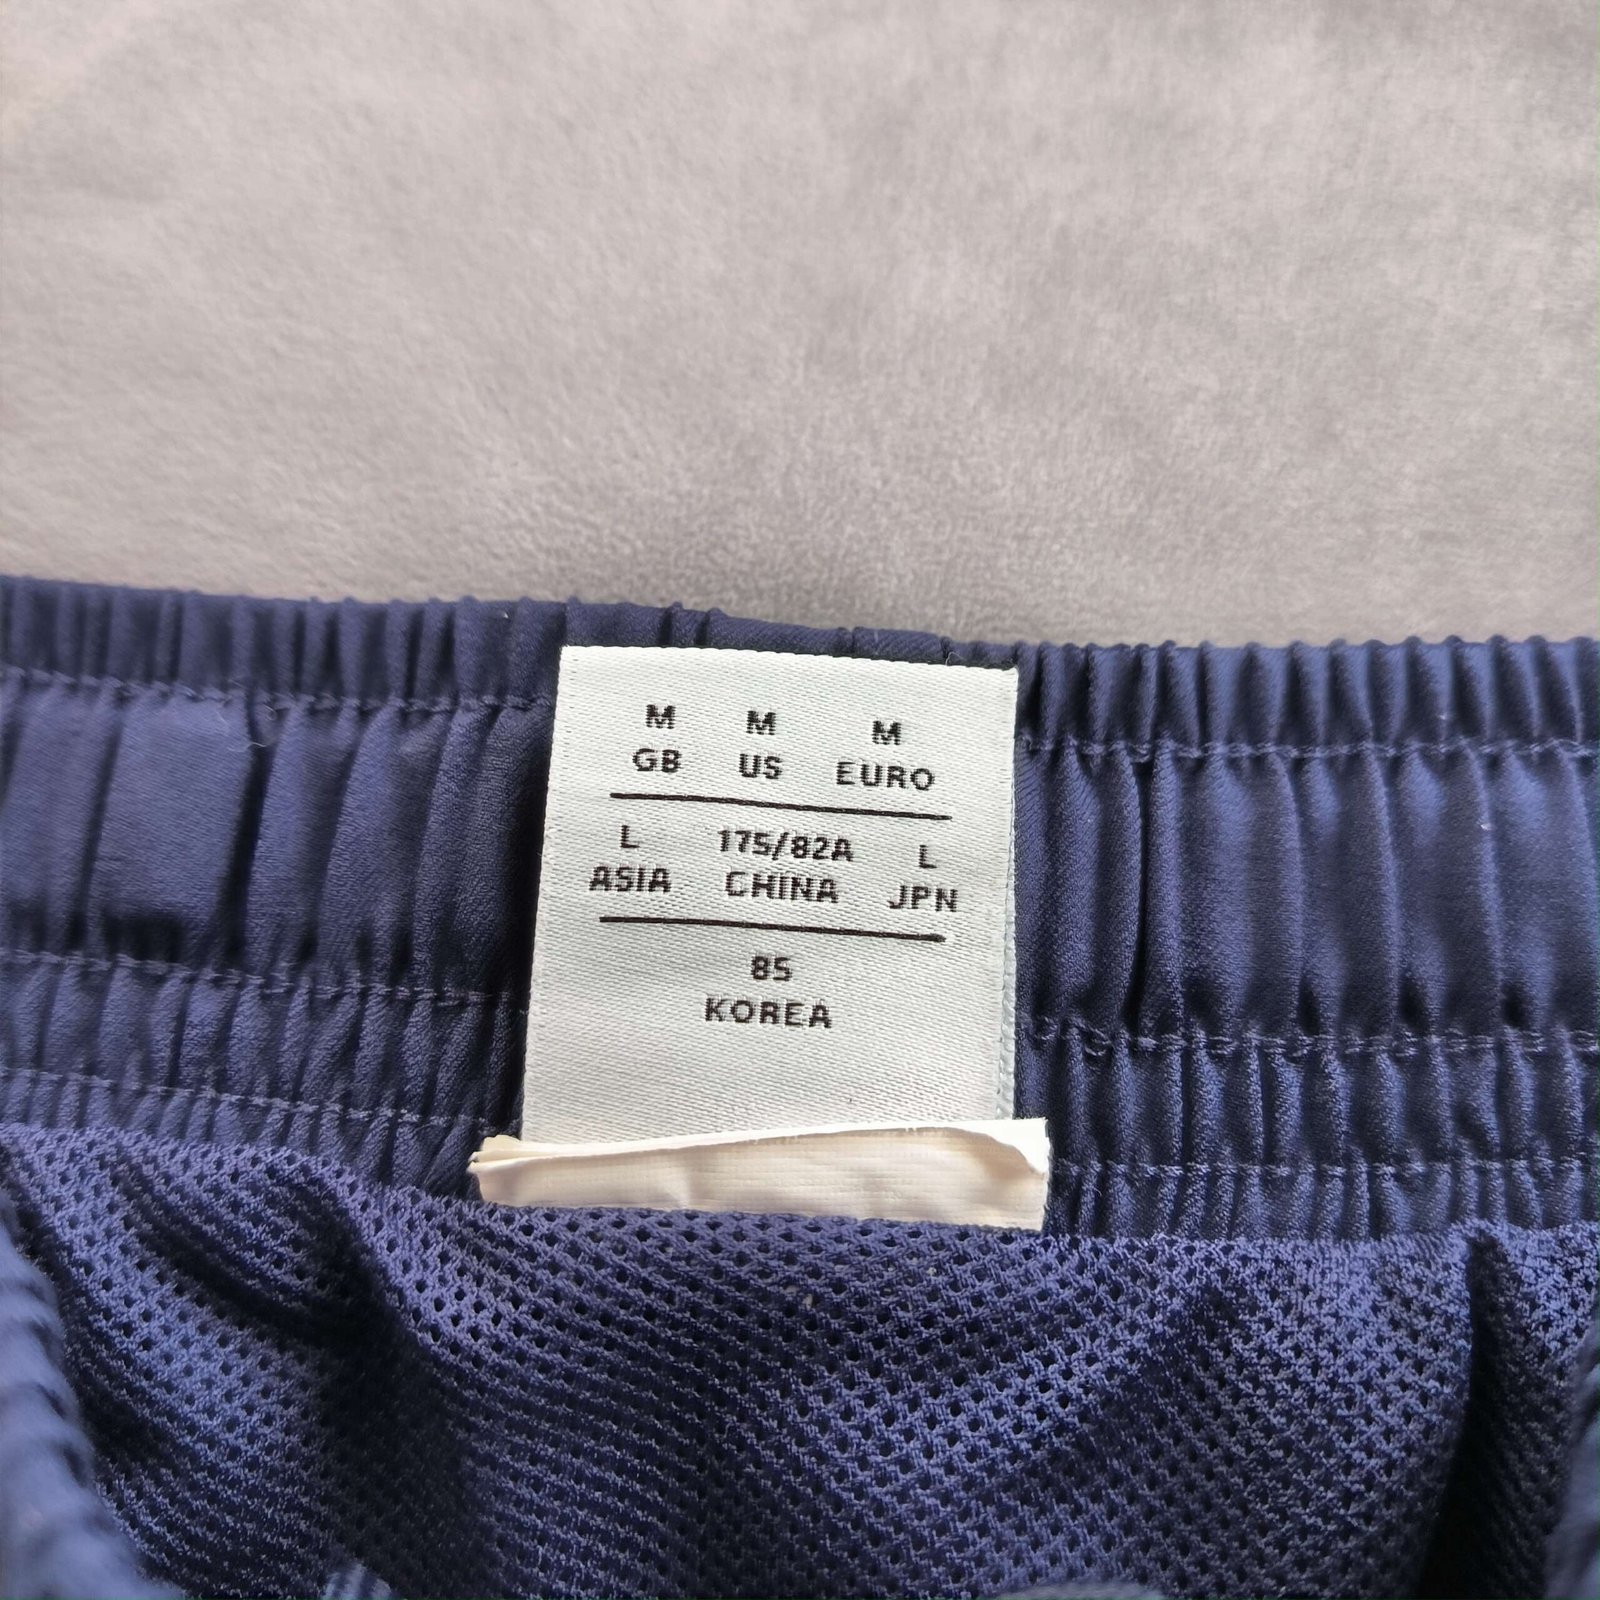 M M M
GB US EURO
L 175/82A L
ASIA CHINA JPN
85
KOREA